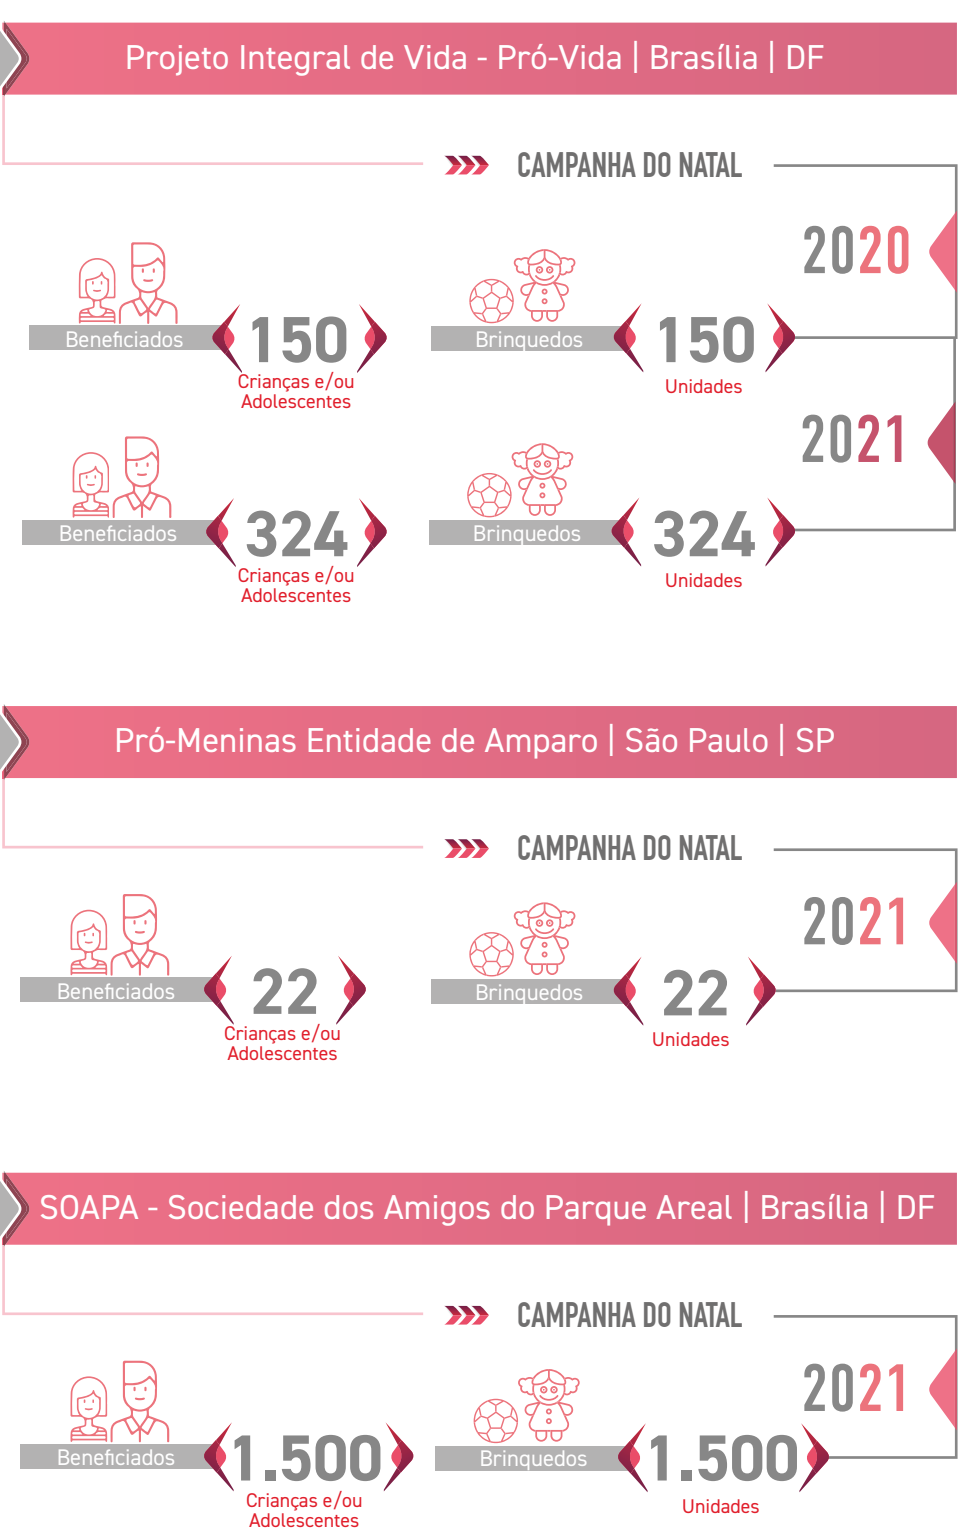 Projeto Integral de Vida - Pró-Vida | Brasília | DF
CAMPANHA DO NATAL
2020
Beneficiados
150
Crianças e/ou
Adolescentes
Brinquedos
150
Unidades
2021
Beneficiados
324
Crianças e/ou
Adolescentes
Brinquedos
324
Unidades
Pró-Meninas Entidade de Amparo | São Paulo | SP
CAMPANHA DO NATAL
2021
Beneficiados
22
Crianças e/ou
Adolescentes
Brinquedos
22
Unidades
SOAPA - Sociedade dos Amigos do Parque Areal | Brasília | DF
CAMPANHA DO NATAL
2021
Beneficiados
1.500
Crianças e/ou
Adolescentes
Brinquedos
1.500
Unidades